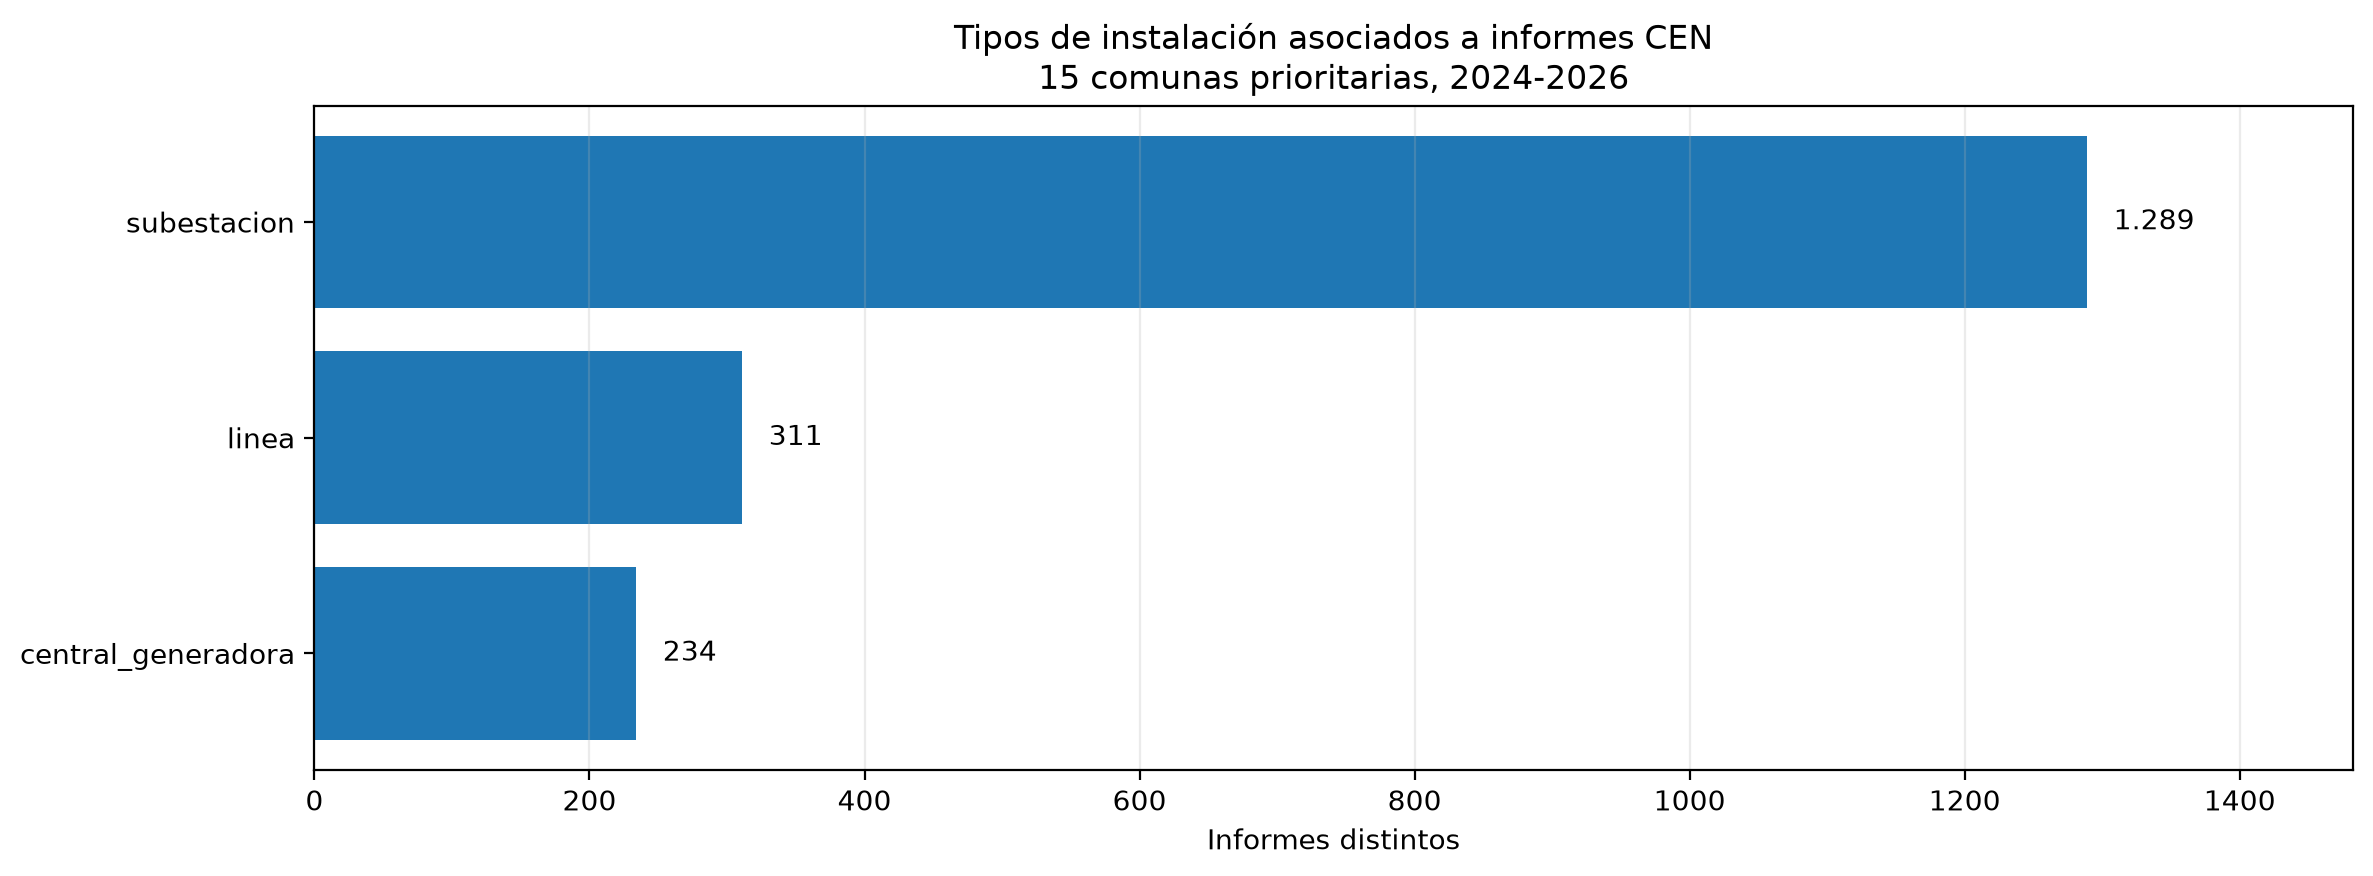 Tipos de instalación asociados a informes CEN
15 comunas prioritarias, 2024-2026
subestacion
1.289
linea
311
central_generadora
234
0 200 400 600 800 1000 1200 1400
Informes distintos